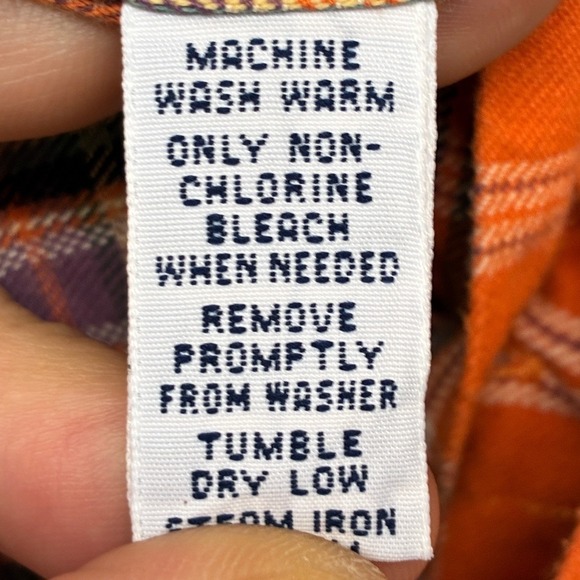 MACHINE
WASH WARM
ONLY NON-
CHLORINE
BLEACH
WHEN NEEDED
REMOVE
PROMPTLY
FROM WASHER
TUMBLE
DRY LOW
STEAM IRON